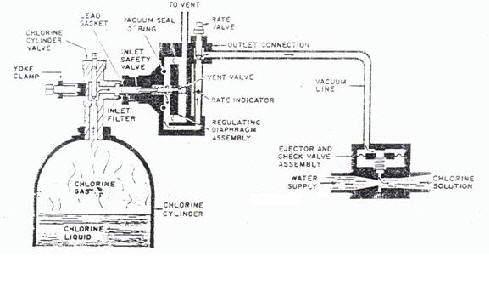 TO VENT
LEAD
GASKET
VACUUM SEAL
O-RING
RATE
VALVE
CHLORINE
CYLINDER
VALVE
OUTLET CONNECTION
INLET
SAFETY
VALVE
YOKE
CLAMP
VENT VALVE
VACUUM
LINE
RATE INDICATOR
INLET
FILTER
REGULATING
DIAPHRAGM
ASSEMBLY
EJECTOR AND
CHECK VALVE
ASSEMBLY
WATER
SUPPLY
CHLORINE
SOLUTION
CHLORINE
GAS
CHLORINE
CYLINDER
CHLORINE
LIQUID